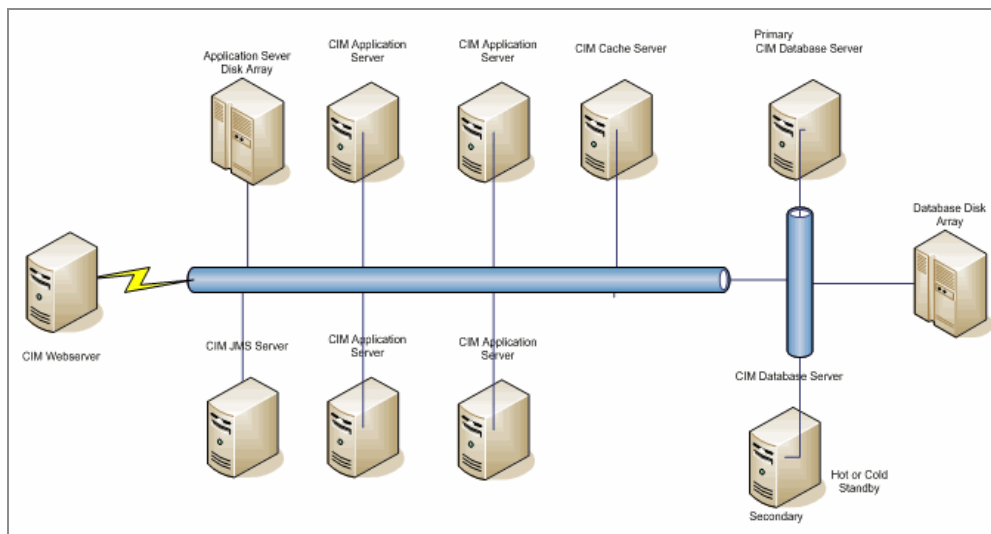 Application Sever
Disk Array
CIM Application
Server
CIM Application
Server
CIM Cache Server
Primary
CIM Database Server
Database Disk
Array
CIM Webserver
CIM JMS Server
CIM Application
Server
CIM Application
Server
CIM Database Server
Hot or Cold
Standby
Secondary